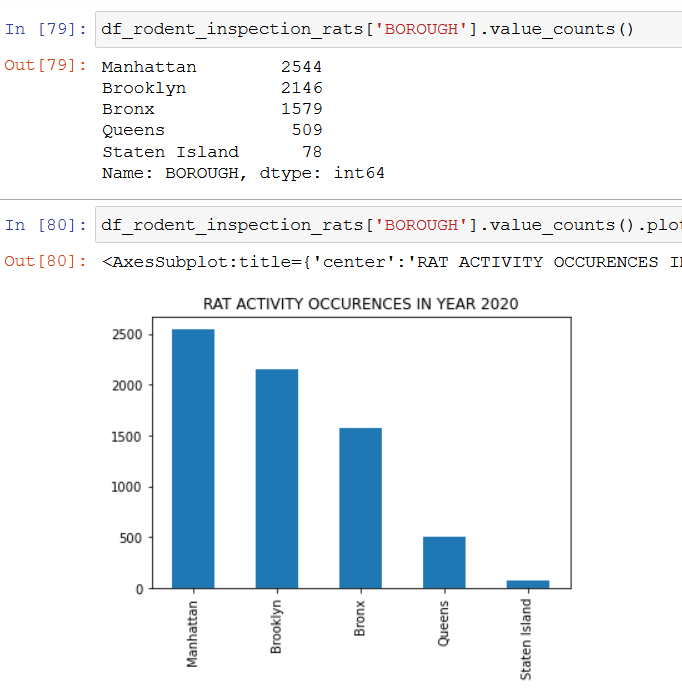 In [79]: df_rodent_inspection_rats['BOROUGH'].value_counts()
Out[79]: Manhattan 2544
Brooklyn 2146
Bronx 1579
Queens 509
Staten Island 78
Name: BOROUGH, dtype: int64
In [80]: df_rodent_inspection_rats['BOROUGH'].value_counts().plot
Out[80]: <AxesSubplot:title={'center':'RAT ACTIVITY OCCURENCES
RAT ACTIVITY OCCURENCES IN YEAR 2020
2500
2000
1500
1000
500
0
Manhattan
Brooklyn
Bronx
Queens
Staten Island